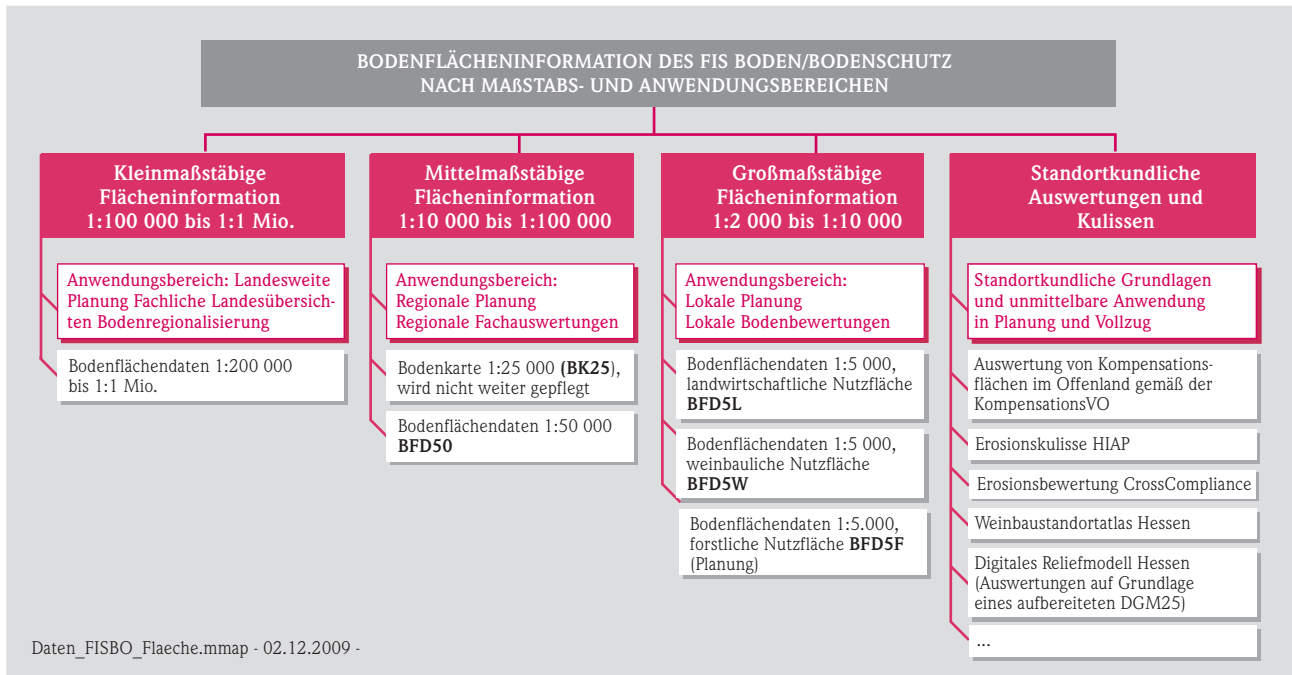 BODENFLÄCHENINFORMATION DES FIS BODEN/BODENSCHUTZ
NACH MAßSTABS- UND ANWENDUNGSBEREICHEN
Kleinmaßstäbige
Flächeninformation
1:100 000 bis 1:1 Mio.
Anwendungsbereich: Landesweite
Planung Fachliche Landesübersich-
ten Bodenregionalisierung
Bodenflächendaten 1:200 000
bis 1:1 Mio.
Mittelmaßstäbige
Flächeninformation
1:10 000 bis 1:100 000
Anwendungsbereich:
Regionale Planung
Regionale Fachauswertungen
Bodenkarte 1:25 000 (BK25),
wird nicht weiter gepflegt
Bodenflächendaten 1:50 000
BFD50
Großmaßstäbige
Flächeninformation
1:2 000 bis 1:10 000
Anwendungsbereich:
Lokale Planung
Lokale Bodenbewertungen
Bodenflächendaten 1:5 000,
landwirtschaftliche Nutzfläche
BFD5L
Bodenflächendaten 1:5 000,
weinbauliche Nutzfläche
BFD5W
Bodenflächendaten 1:5.000,
forstliche Nutzfläche BFD5F
(Planung)
Standortkundliche
Auswertungen und
Kulissen
Standortkundliche Grundlagen
und unmittelbare Anwendung
in Planung und Vollzug
Auswertung von Kompensations-
flächen im Offenland gemäß der
KompensationsVO
Erosionskulisse HIAP
Erosionsbewertung CrossCompliance
Weinbaustandortatlas Hessen
Digitales Reliefmodell Hessen
(Auswertungen auf Grundlage
eines aufbereiteten DGM25)
...
Daten_FISBO_Flaeche.mmap - 02.12.2009 -